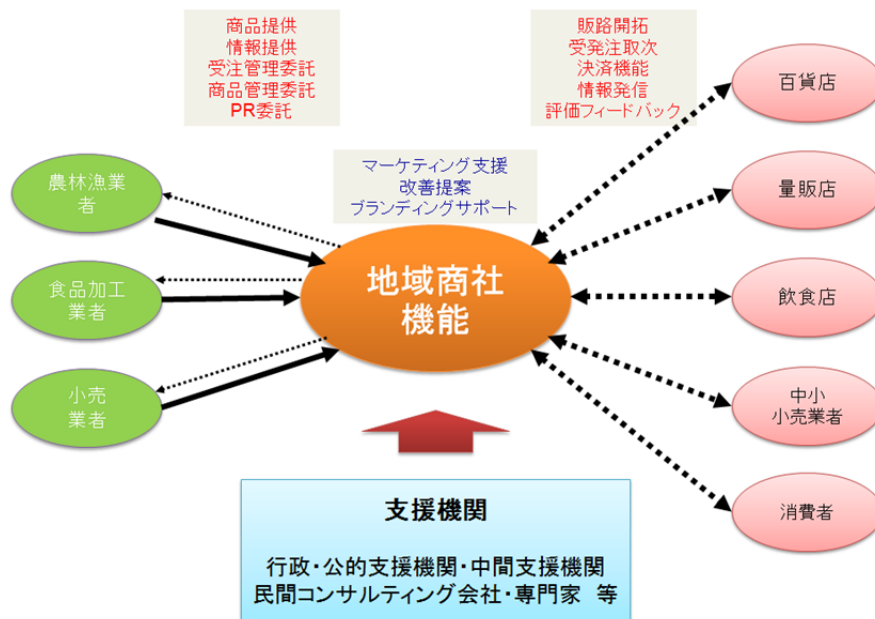 商品提供
情報提供
受注管理委託
商品管理委託
PR委託
販路開拓
受発注取次
決済機能
情報発信
評価フィードバック
マーケティング支援
改善提案
ブランディングサポート
農林漁業
者
食品加工
業者
小売
業者
地域商社
機能
百貨店
量販店
飲食店
中小
小売業者
消費者
支援機関
行政・公的支援機関・中間支援機関
民間コンサルティング会社・専門家 等